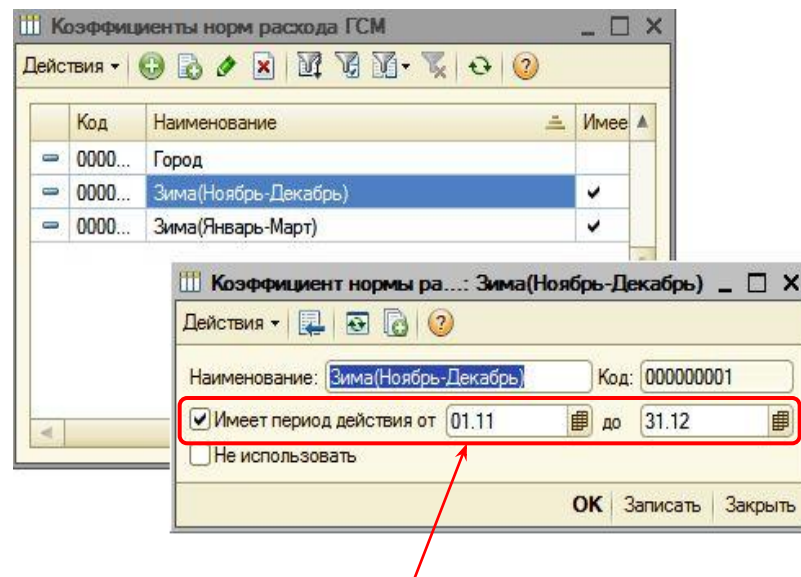 Коэффициенты норм расхода ГСМ
Действия
Код Наименование Имее
0000... Город
0000... Зима(Ноябрь-Декабрь)
0000... Зима(Январь-Март)
Коэффициент нормы ра...: Зима(Ноябрь-Декабрь)
Действия
Наименование: Зима(Ноябрь-Декабрь) Код: 000000001
Имеет период действия от 01.11 до 31.12
Не использовать
OK Записать Закрыть